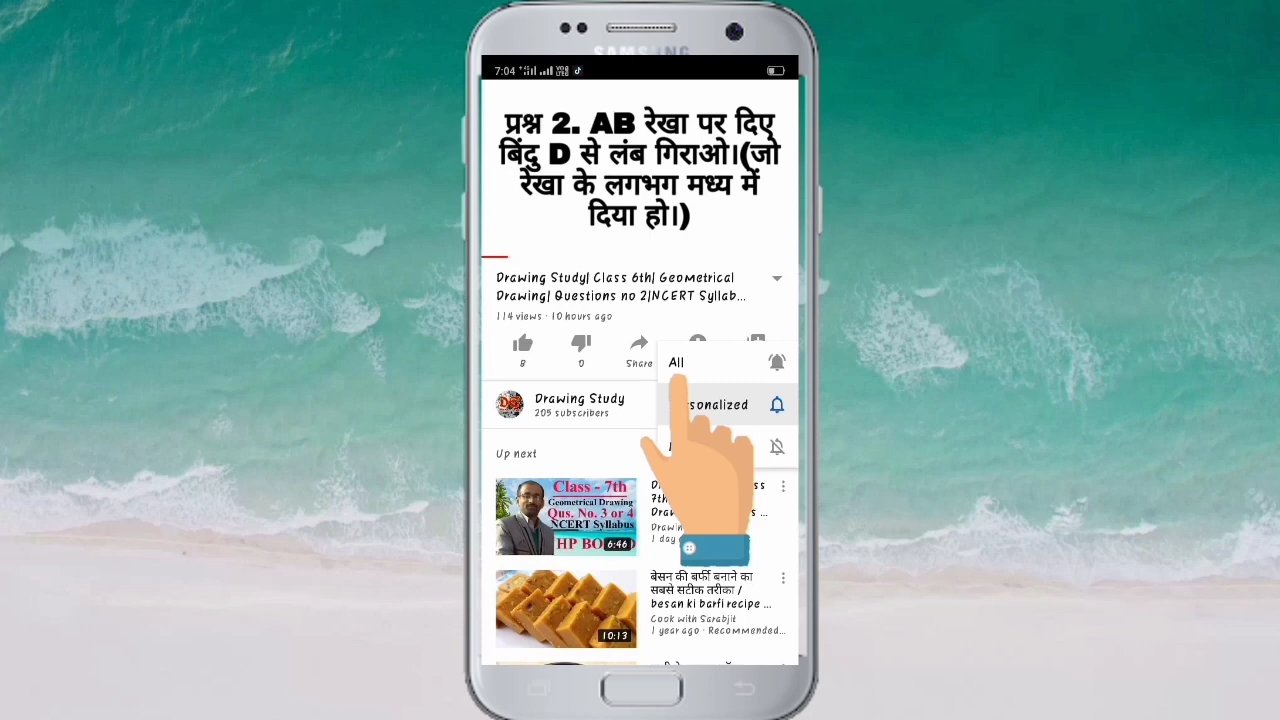 SAMSUNG
7:04
प्रश्न 2. AB रेखा पर दिए
बिंदु D से लंब गिराओ।(जो
रेखा के लगभग मध्य में
दिया हो।)
Drawing Study| Class 6th| Geometrical
Drawing| Questions no 2|NCERT Syllab...
114 views · 10 hours ago
8
0
Share
All
Drawing Study
205 subscribers
sonalized
Up next
Class - 7th
Geometrical Drawing
Qus. No. 3 or 4
NCERT Syllabus
HP BO
6:46
ss
7th
...
1 day
बेसन की बर्फी बनाने का
सबसे सटीक तरीका /
besan ki barfi recipe ...
Cook with Sarabjit
1 year ago · Recommended...
10:13